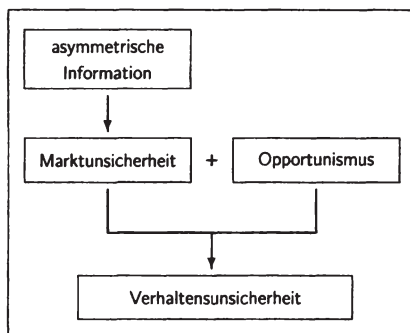 asymmetrische
Information
Marktunsicherheit + Opportunismus
Verhaltensunsicherheit